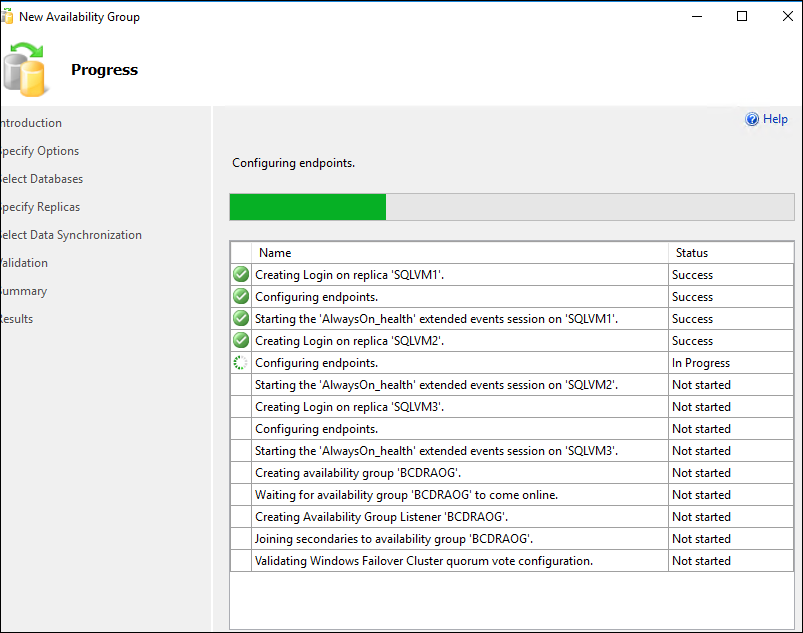 New Availability Group
Progress
ntroduction
pecify Options
elect Databases
pecify Replicas
elect Data Synchronization
alidation
ummary
esults
Help
Configuring endpoints.
Name Status
Creating Login on replica 'SQLVM1'. Success
Configuring endpoints. Success
Starting the 'AlwaysOn_health' extended events session on 'SQLVM1'. Success
Creating Login on replica 'SQLVM2'. Success
Configuring endpoints. In Progress
Starting the 'AlwaysOn_health' extended events session on 'SQLVM2'. Not started
Creating Login on replica 'SQLVM3'. Not started
Configuring endpoints. Not started
Starting the 'AlwaysOn_health' extended events session on 'SQLVM3'. Not started
Creating availability group 'BCDRAOG'. Not started
Waiting for availability group 'BCDRAOG' to come online. Not started
Creating Availability Group Listener 'BCDRAOG'. Not started
Joining secondaries to availability group 'BCDRAOG'. Not started
Validating Windows Failover Cluster quorum vote configuration. Not started